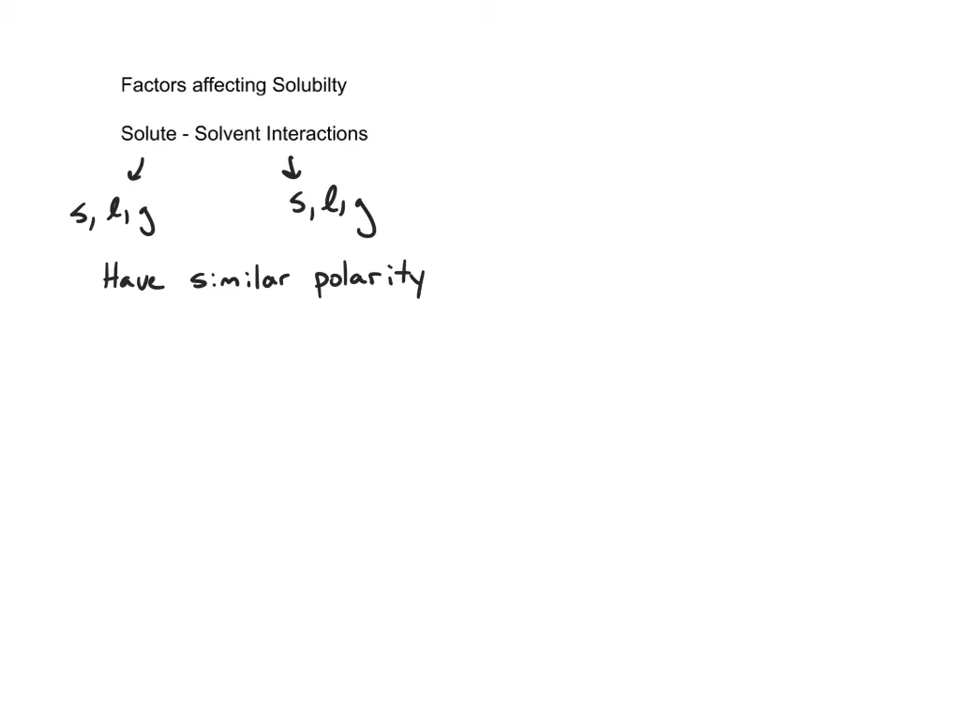 Factors affecting Solubilty
Solute - Solvent Interactions
s, l, g s, l, g
Have similar polarity